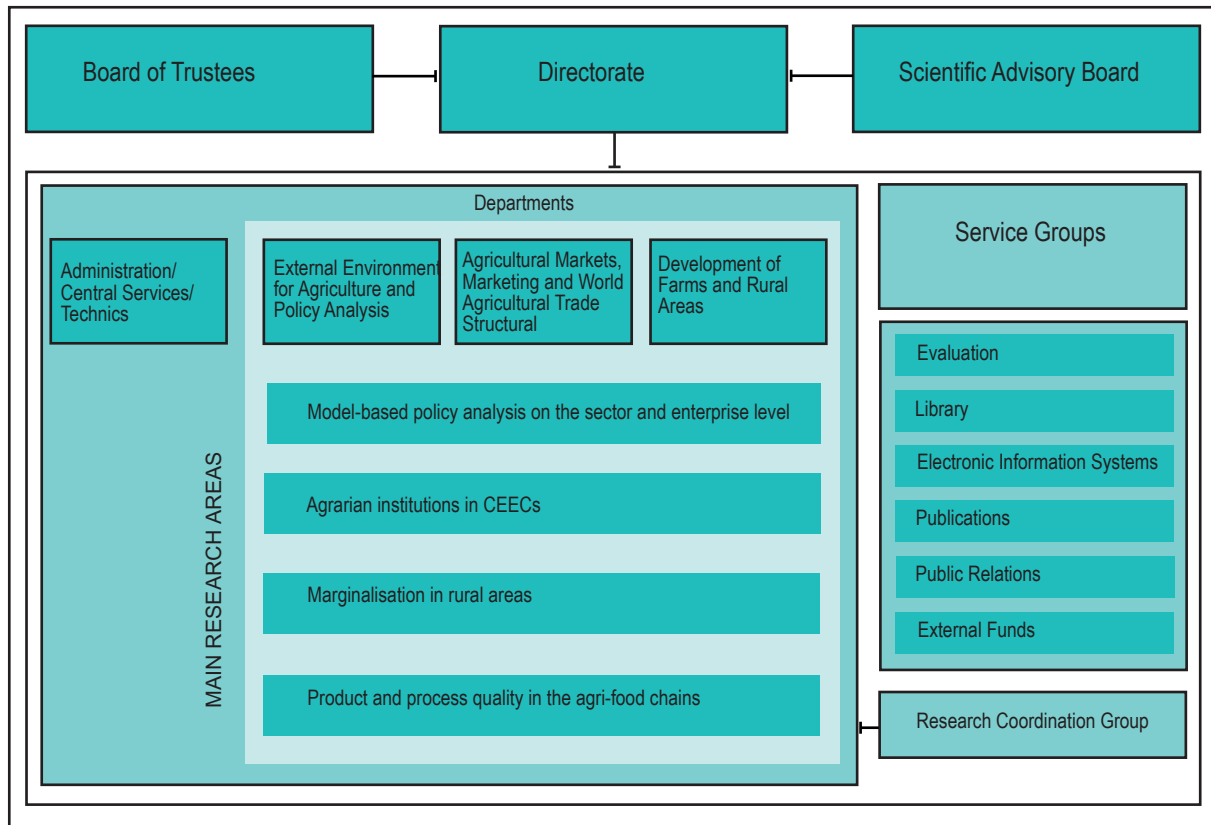 Board of Trustees
Directorate
Scientific Advisory Board
Departments
Administration/
Central Services/
Technics
External Environment
for Agriculture and
Policy Analysis
Agricultural Markets,
Marketing and World
Agricultural Trade
Structural
Development of
Farms and Rural
Areas
MAIN RESEARCH AREAS
Model-based policy analysis on the sector and enterprise level
Agrarian institutions in CEECs
Marginalisation in rural areas
Product and process quality in the agri-food chains
Service Groups
Evaluation
Library
Electronic Information Systems
Publications
Public Relations
External Funds
Research Coordination Group